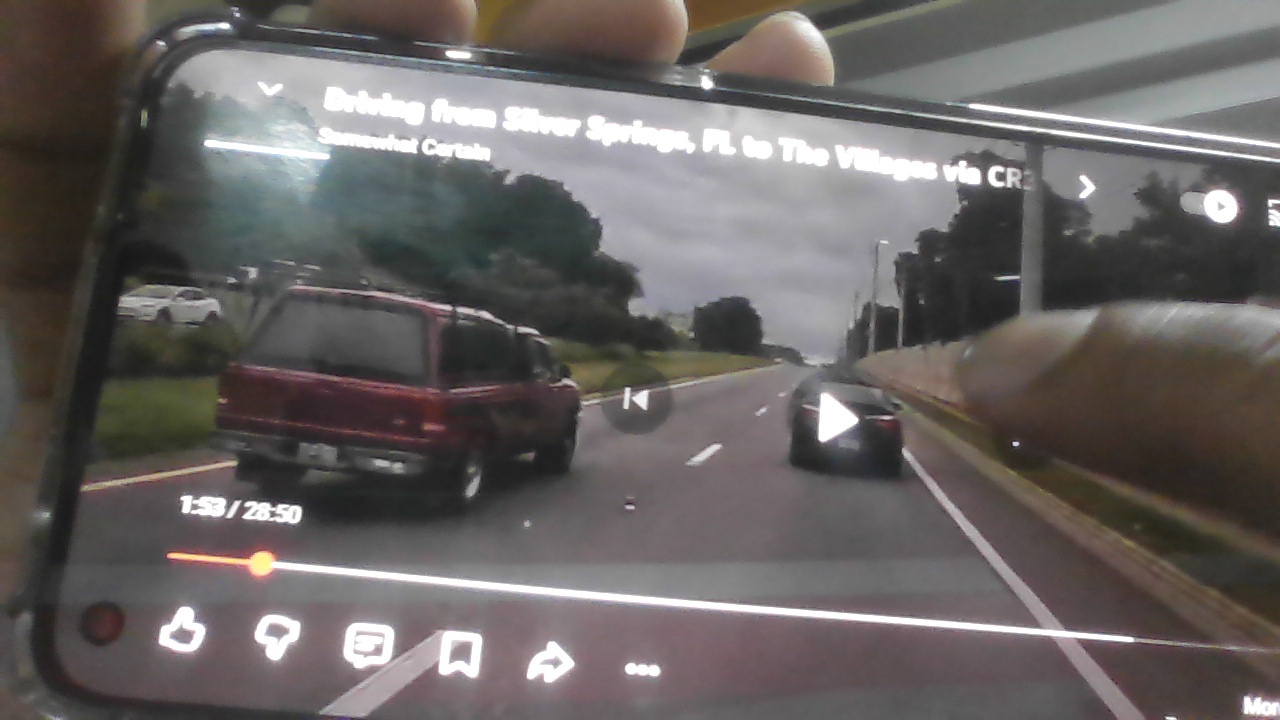 Driving from Silver Springs, FL to The Villages via CR
Somewhat Certain
1:53 / 28:50